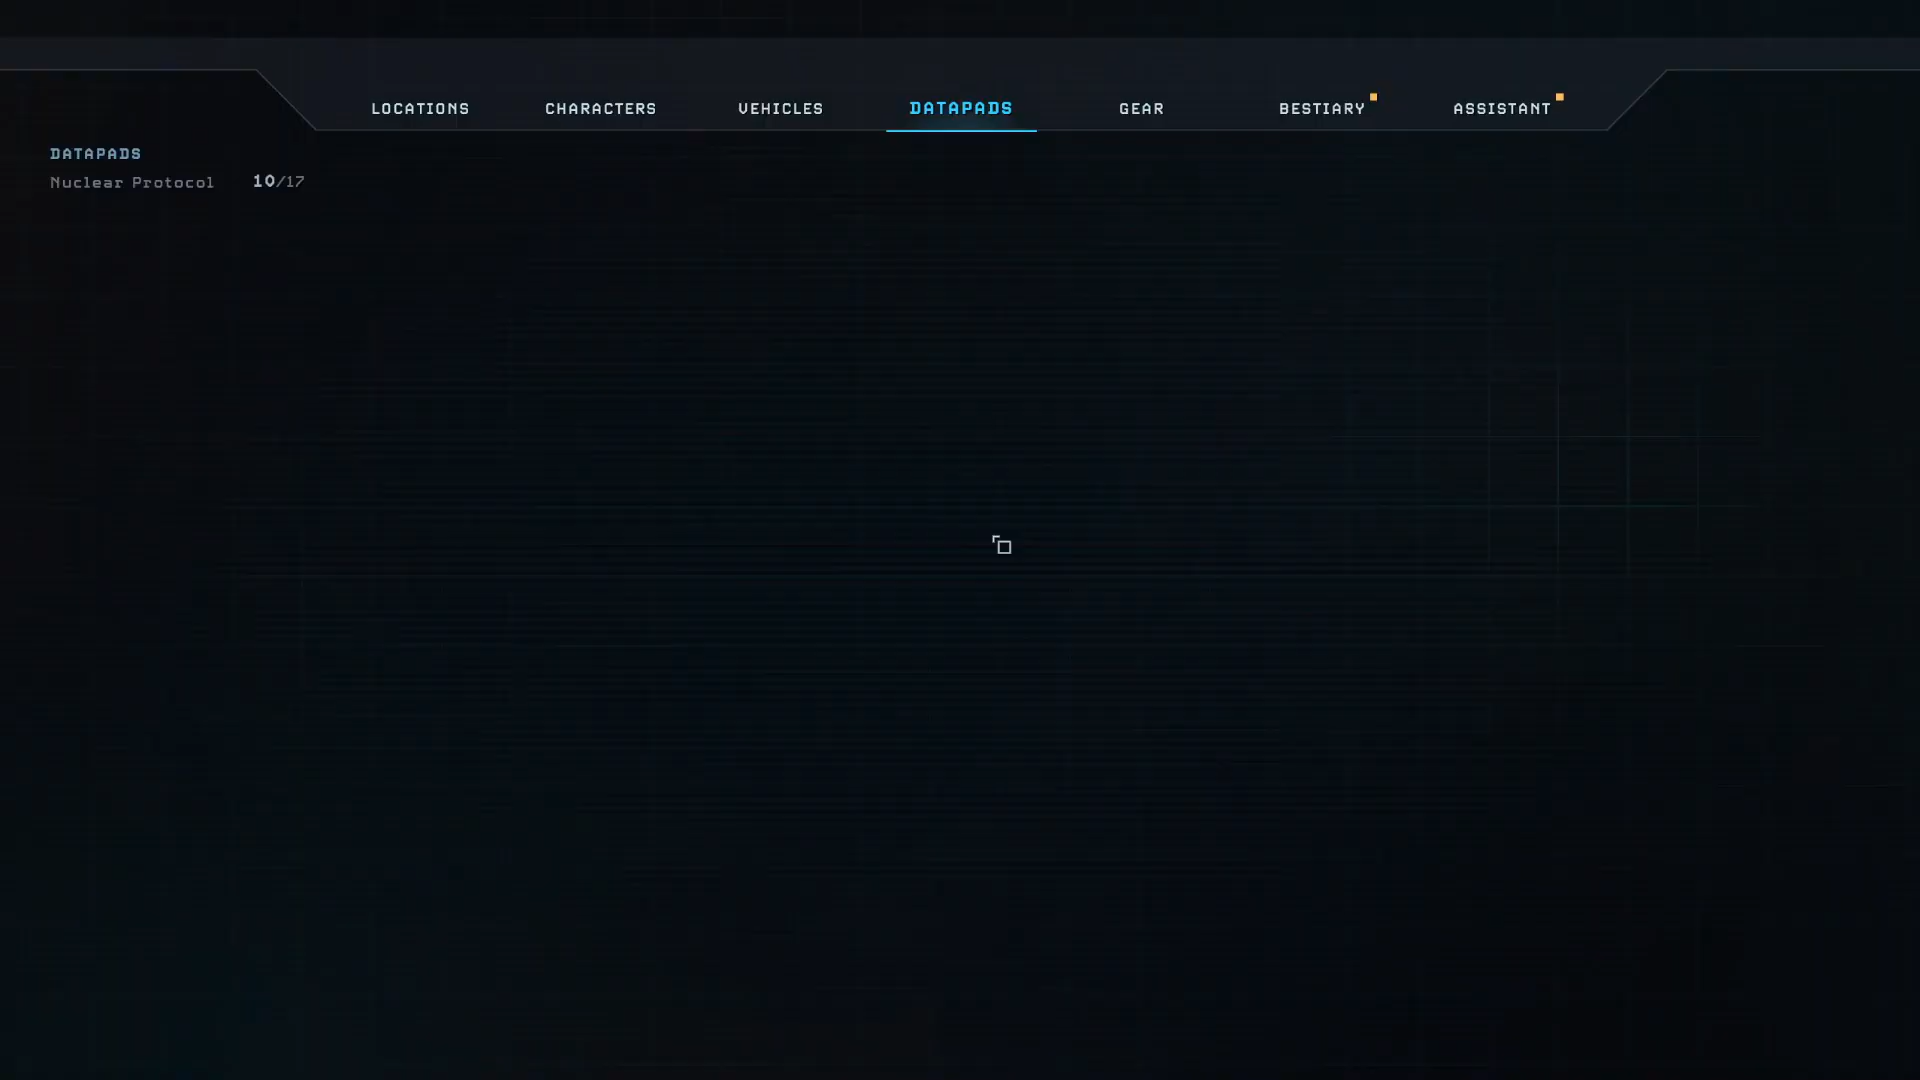 LOCATIONS CHARACTERS VEHICLES DATAPADS GEAR BESTIARY ASSISTANT
DATAPADS
Nuclear Protocol 10/17